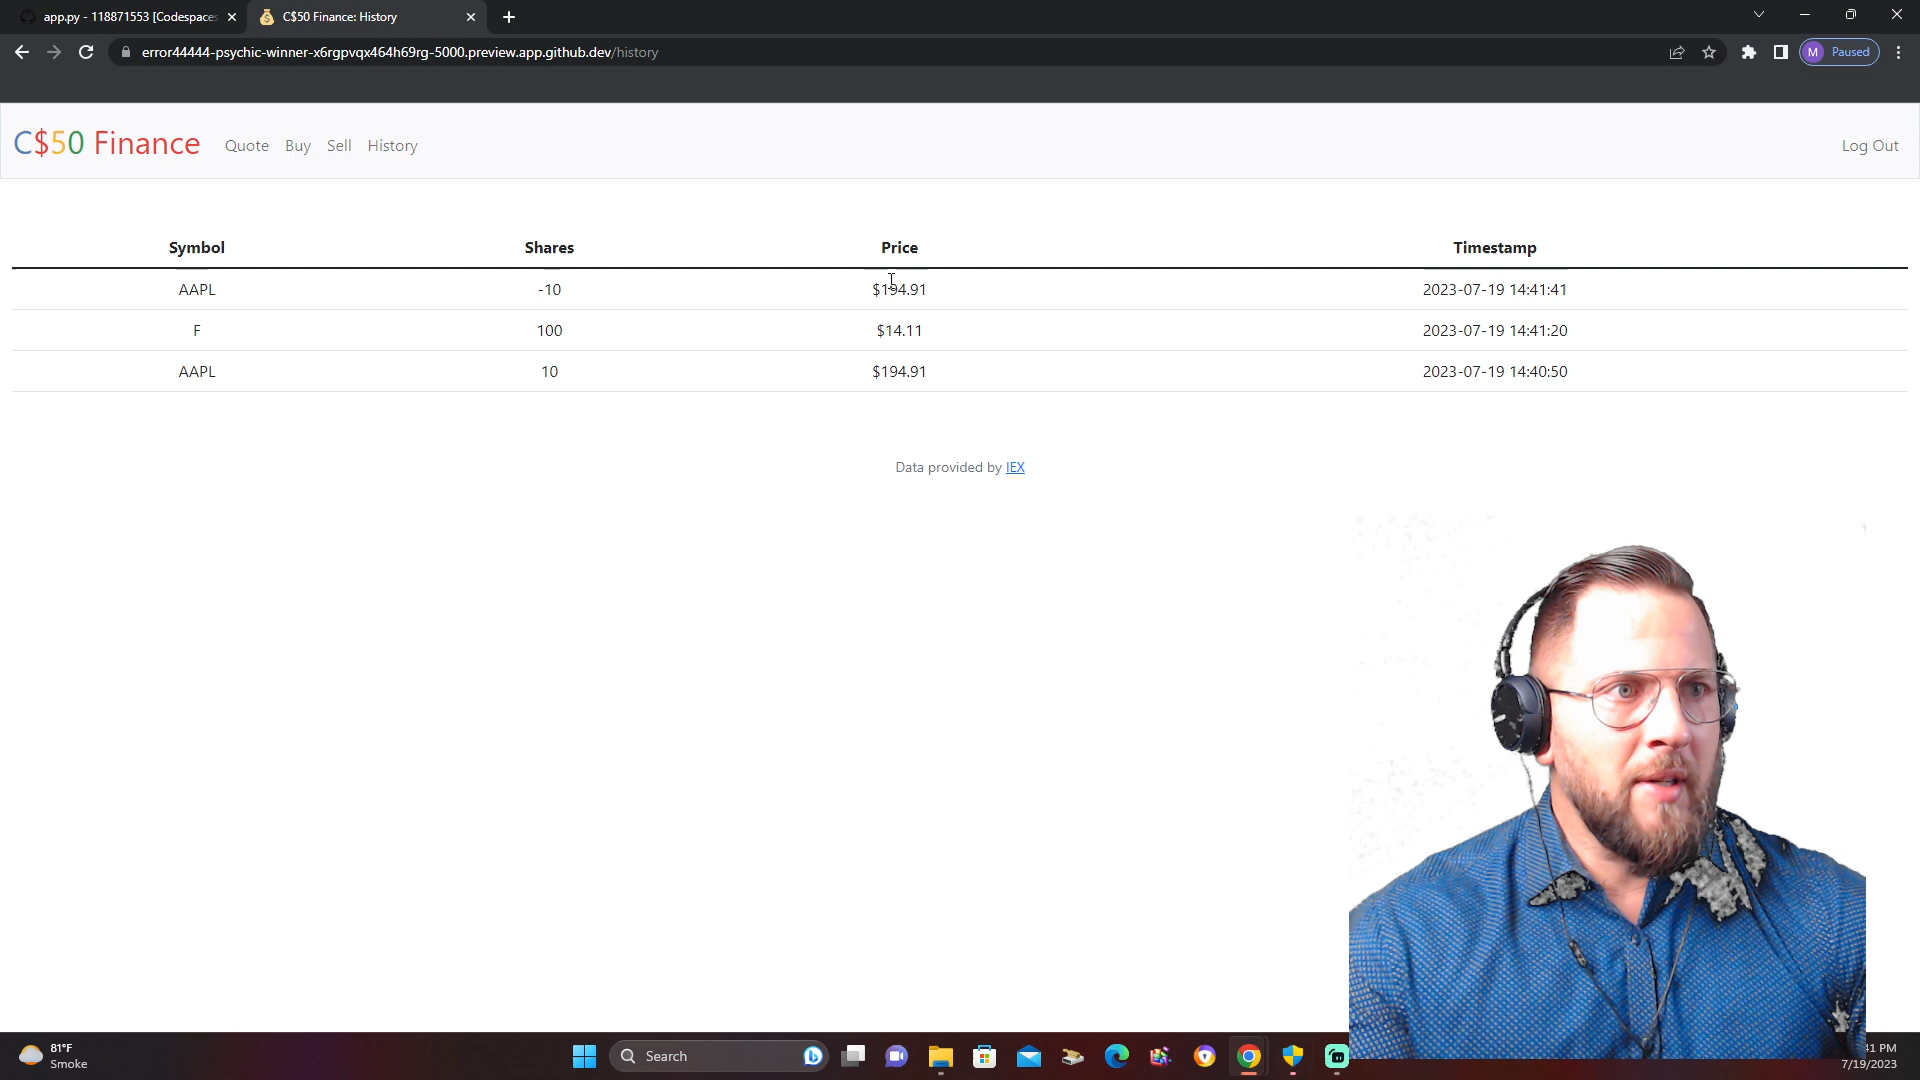 app.py - 118871553 [Codespaces
C$50 Finance: History
error44444-psychic-winner-x6rgpvqx464h69rg-5000.preview.app.github.dev/history
M Paused
C$50 Finance Quote Buy Sell History Log Out
Symbol Shares Price Timestamp
AAPL -10 $194.91 2023-07-19 14:41:41
F 100 $14.11 2023-07-19 14:41:20
AAPL 10 $194.91 2023-07-19 14:40:50
Data provided by IEX
81°F
Smoke
Search
41 PM
7/19/2023